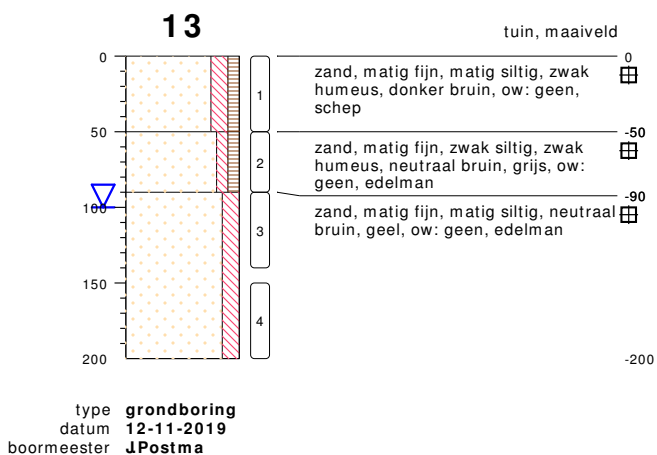 13
tuin, maaiveld
0
0
zand, matig fijn, matig siltig, zwak
humeus, donker bruin, ow: geen,
schep
1
50
-50
zand, matig fijn, zwak siltig, zwak
humeus, neutraal bruin, grijs, ow:
geen, edelman
2
-90
100
zand, matig fijn, matig siltig, neutraal
bruin, geel, ow: geen, edelman
3
150
4
200
-200
type grondboring
datum 12-11-2019
boormeester J.Postma